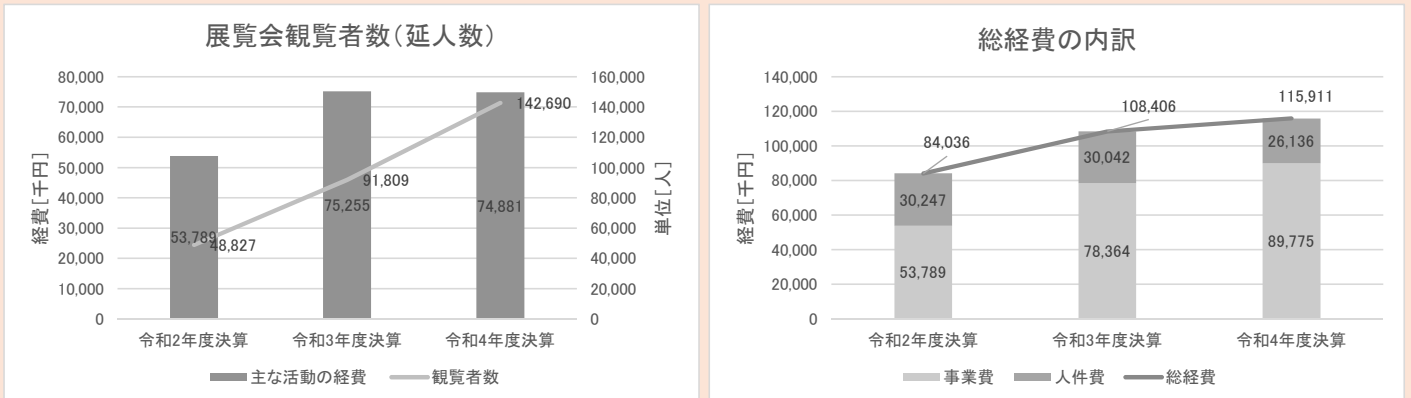 展覧会観覧者数(延人数)
80,000
70,000
60,000
50,000
40,000
30,000
20,000
10,000
0
経費[千円]
160,000
140,000
120,000
100,000
80,000
60,000
40,000
20,000
0
単位[人]
53,789
48,827
91,809
75,255
142,690
74,881
令和2年度決算
令和3年度決算
令和4年度決算
主な活動の経費
観覧者数
総経費の内訳
140,000
120,000
100,000
80,000
60,000
40,000
20,000
0
経費[千円]
84,036
30,247
53,789
108,406
30,042
78,364
115,911
26,136
89,775
令和2年度決算
令和3年度決算
令和4年度決算
事業費
人件費
総経費